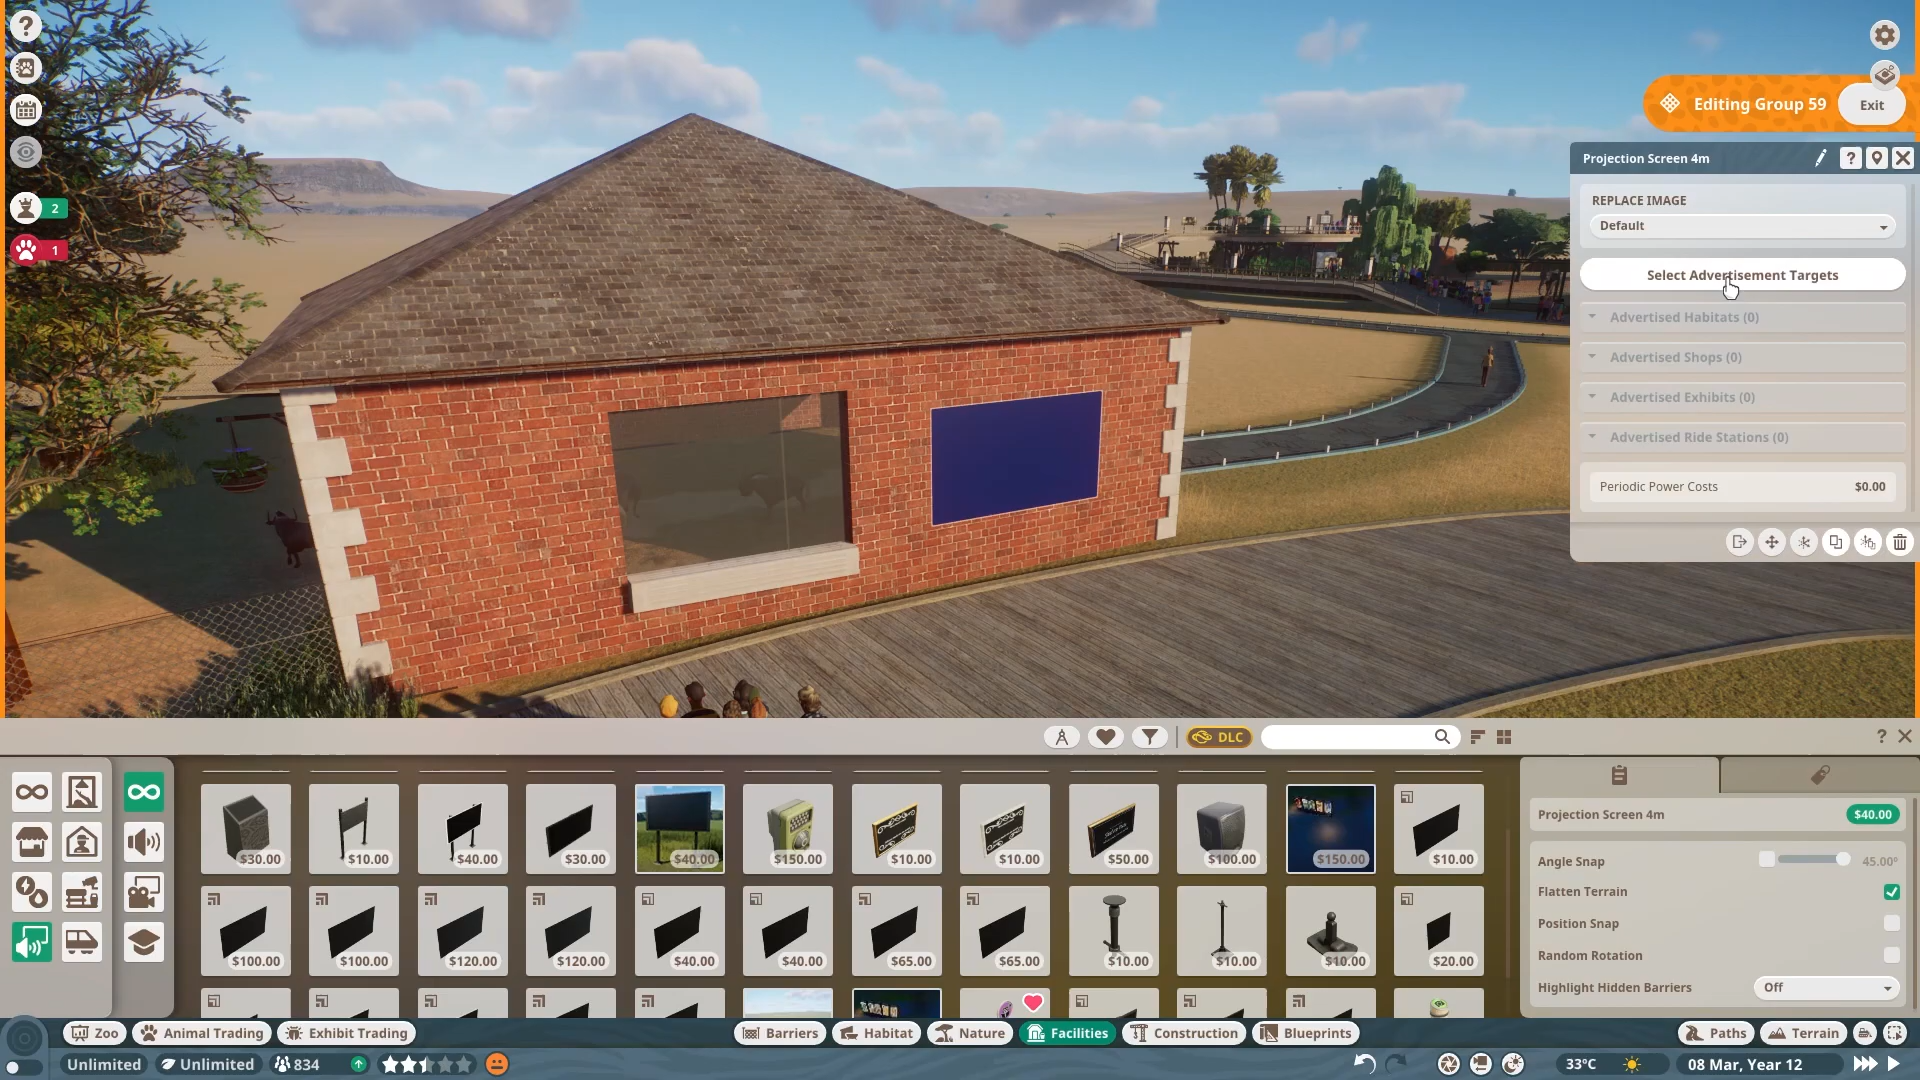 ?
2
1
Editing Group 59
Exit
Projection Screen 4m
?
REPLACE IMAGE
Default
Select Advertisement Targets
Advertised Habitats (0)
Advertised Shops (0)
Advertised Exhibits (0)
Advertised Ride Stations (0)
Periodic Power Costs $0.00
DLC
?
$30.00 $10.00 $40.00 $30.00 $40.00 $150.00 $10.00 $10.00 $50.00 $100.00 $150.00 $10.00
$100.00 $100.00 $120.00 $120.00 $40.00 $40.00 $65.00 $65.00 $10.00 $10.00 $10.00 $20.00
Projection Screen 4m $40.00
Angle Snap 45.00°
Flatten Terrain
Position Snap
Random Rotation
Highlight Hidden Barriers Off
Zoo Animal Trading Exhibit Trading Barriers Habitat Nature Facilities Construction Blueprints Paths Terrain
Unlimited Unlimited 834 33°C 08 Mar, Year 12